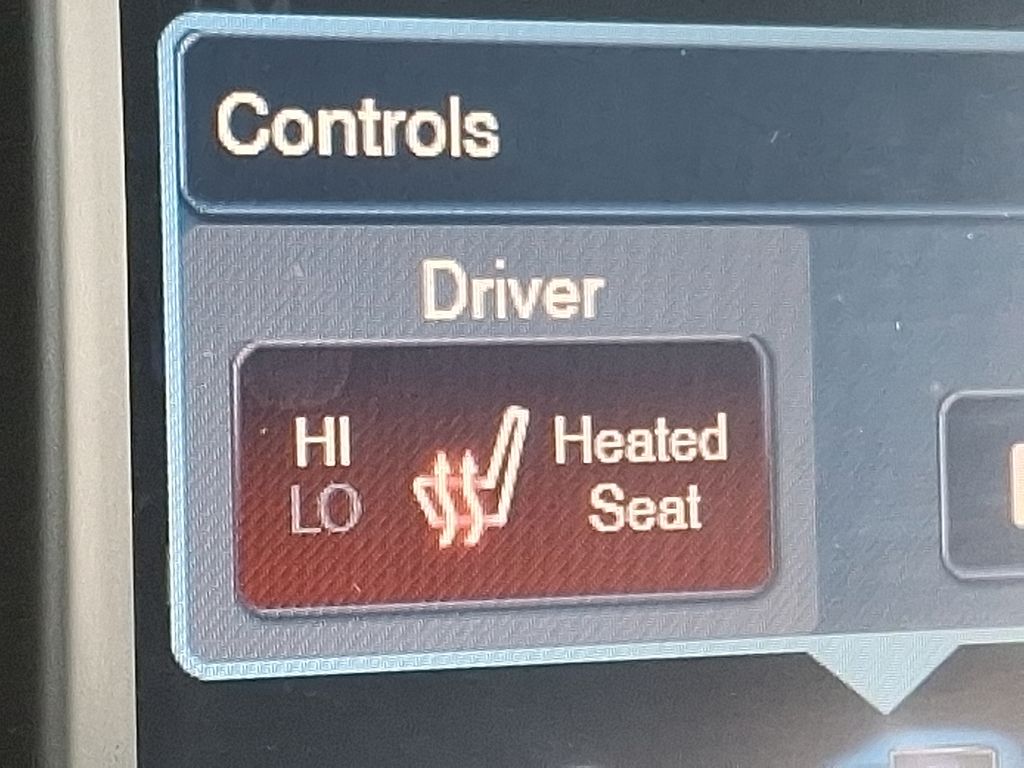 Controls
Driver
HI
LO
Heated
Seat